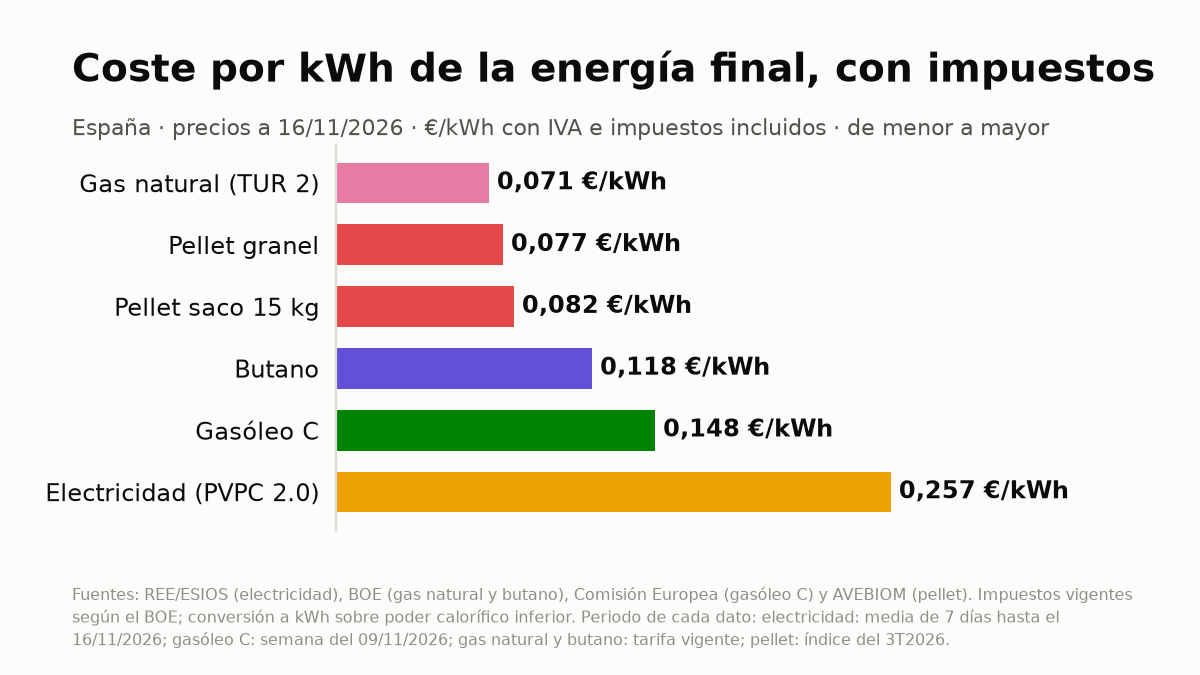 Coste por kWh de la energía final, con impuestos
España · precios a 16/11/2026 · €/kWh con IVA e impuestos incluidos · de menor a mayor
Gas natural (TUR 2) 0,071 €/kWh
Pellet granel 0,077 €/kWh
Pellet saco 15 kg 0,082 €/kWh
Butano 0,118 €/kWh
Gasóleo C 0,148 €/kWh
Electricidad (PVPC 2.0) 0,257 €/kWh
Fuentes: REE/ESIOS (electricidad), BOE (gas natural y butano), Comisión Europea (gasóleo C) y AVEBIOM (pellet). Impuestos vigentes
según el BOE; conversión a kWh sobre poder calorífico inferior. Periodo de cada dato: electricidad: media de 7 días hasta el
16/11/2026; gasóleo C: semana del 09/11/2026; gas natural y butano: tarifa vigente; pellet: índice del 3T2026.